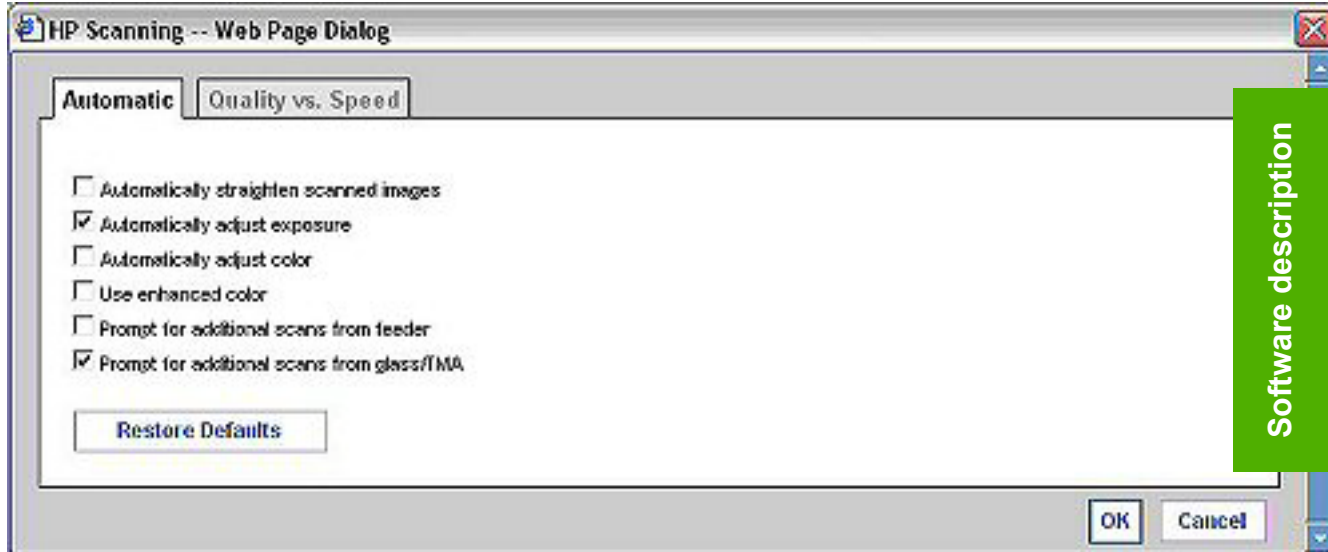 HP Scanning -- Web Page Dialog
Automatic
Quality vs. Speed
Automatically straighten scanned images
Automatically adjust exposure
Automatically adjust color
Use enhanced color
Prompt for additional scans from feeder
Prompt for additional scans from glass/TMA
Restore Defaults
OK
Cancel
Software description